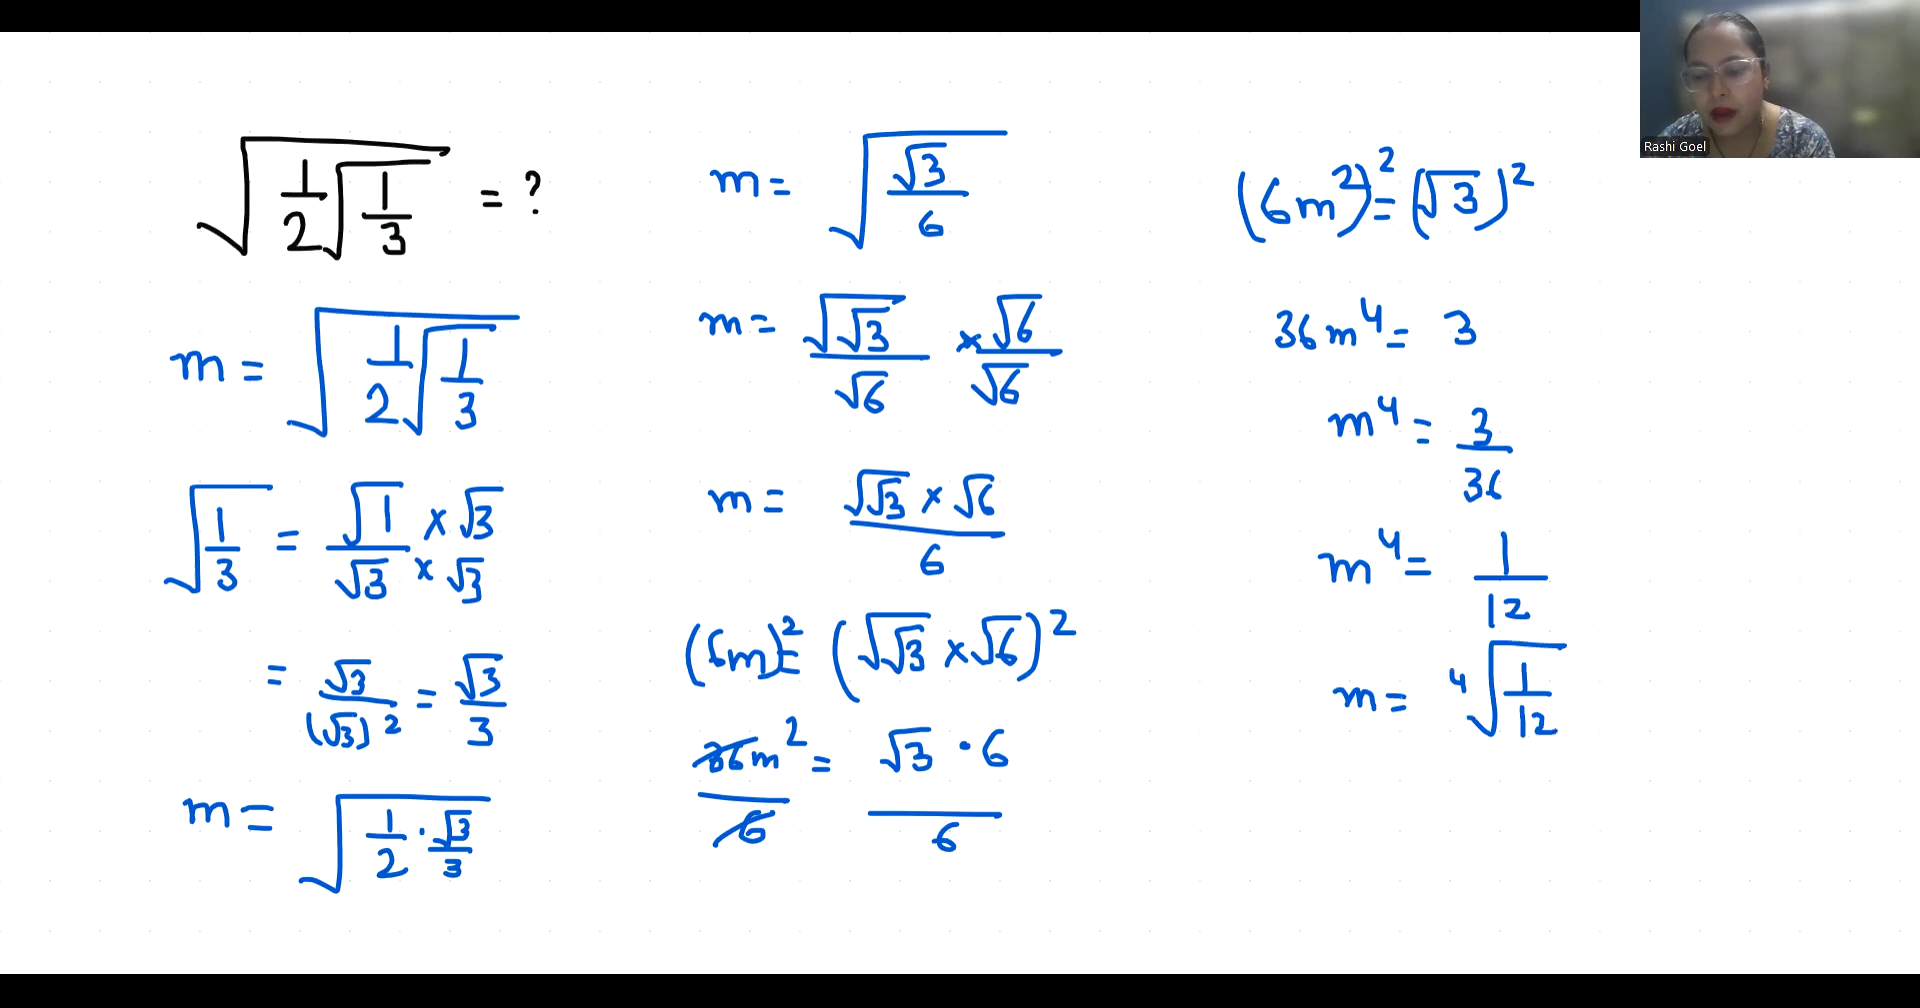 √(1/2 √(1/3)) = ?
m = √(1/2 √(1/3))
√(1/3) = √1/√3 × √3/× √3
= √3/(√3)² = √3/3
m = √(1/2 · √3/3)
m = √(√3/6)
m = √√3/√6 × √6/√6
m = √√3 × √6/6
(6m)² = (√√3 × √6)²
36m²/6 = √3 · 6/6
(6m²)² = (√3)²
36m⁴ = 3
m⁴ = 3/36
m⁴ = 1/12
m = ⁴√(1/12)
Rashi Goel